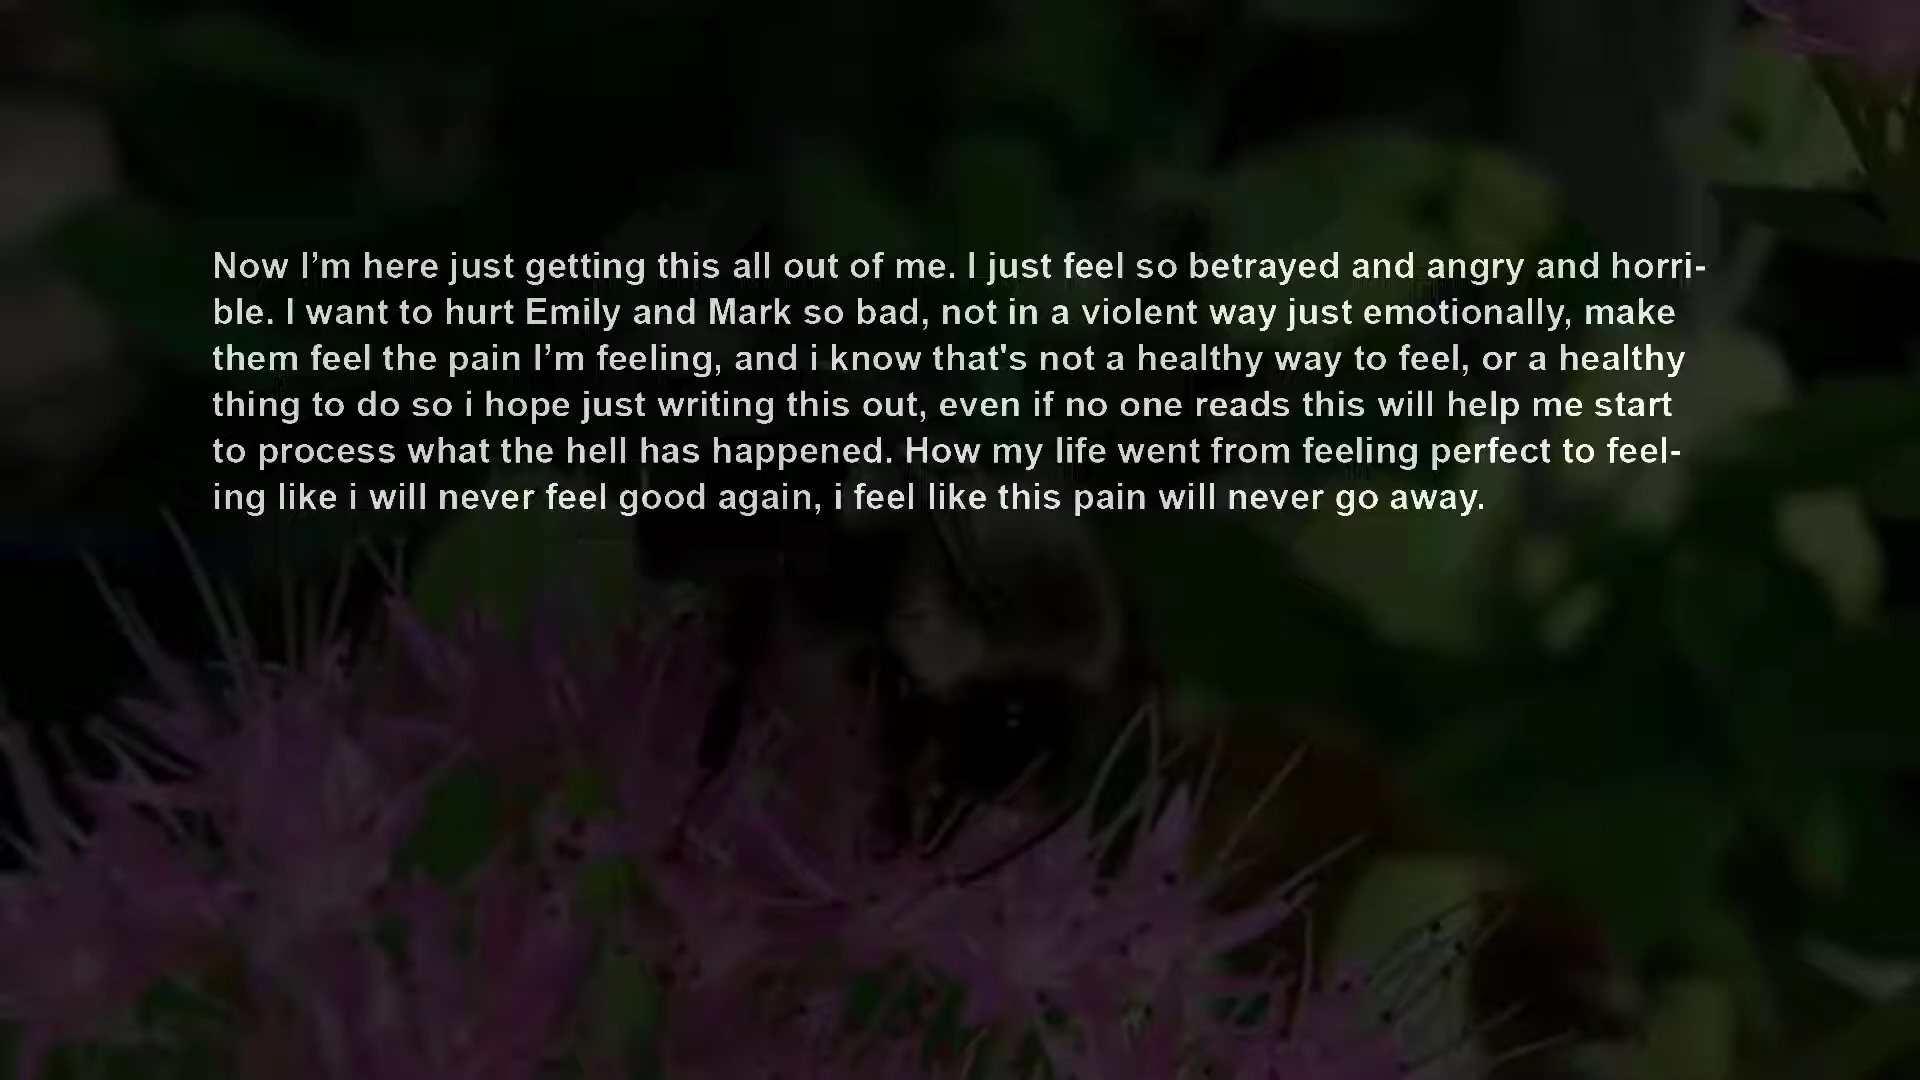 Now I’m here just getting this all out of me. I just feel so betrayed and angry and horri-
ble. I want to hurt Emily and Mark so bad, not in a violent way just emotionally, make
them feel the pain I’m feeling, and i know that's not a healthy way to feel, or a healthy
thing to do so i hope just writing this out, even if no one reads this will help me start
to process what the hell has happened. How my life went from feeling perfect to feel-
ing like i will never feel good again, i feel like this pain will never go away.